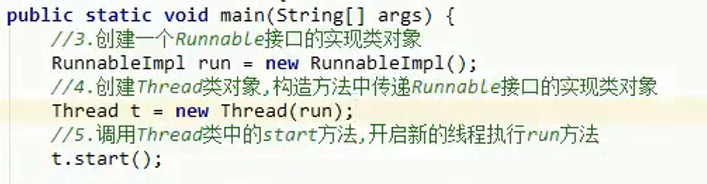 public static void main(String[] args) {
//3.创建一个Runnable接口的实现类对象
RunnableImpl run = new RunnableImpl();
//4.创建Thread类对象,构造方法中传递Runnable接口的实现类对象
Thread t = new Thread(run);
//5.调用Thread类中的start方法,开启新的线程执行run方法
t.start();